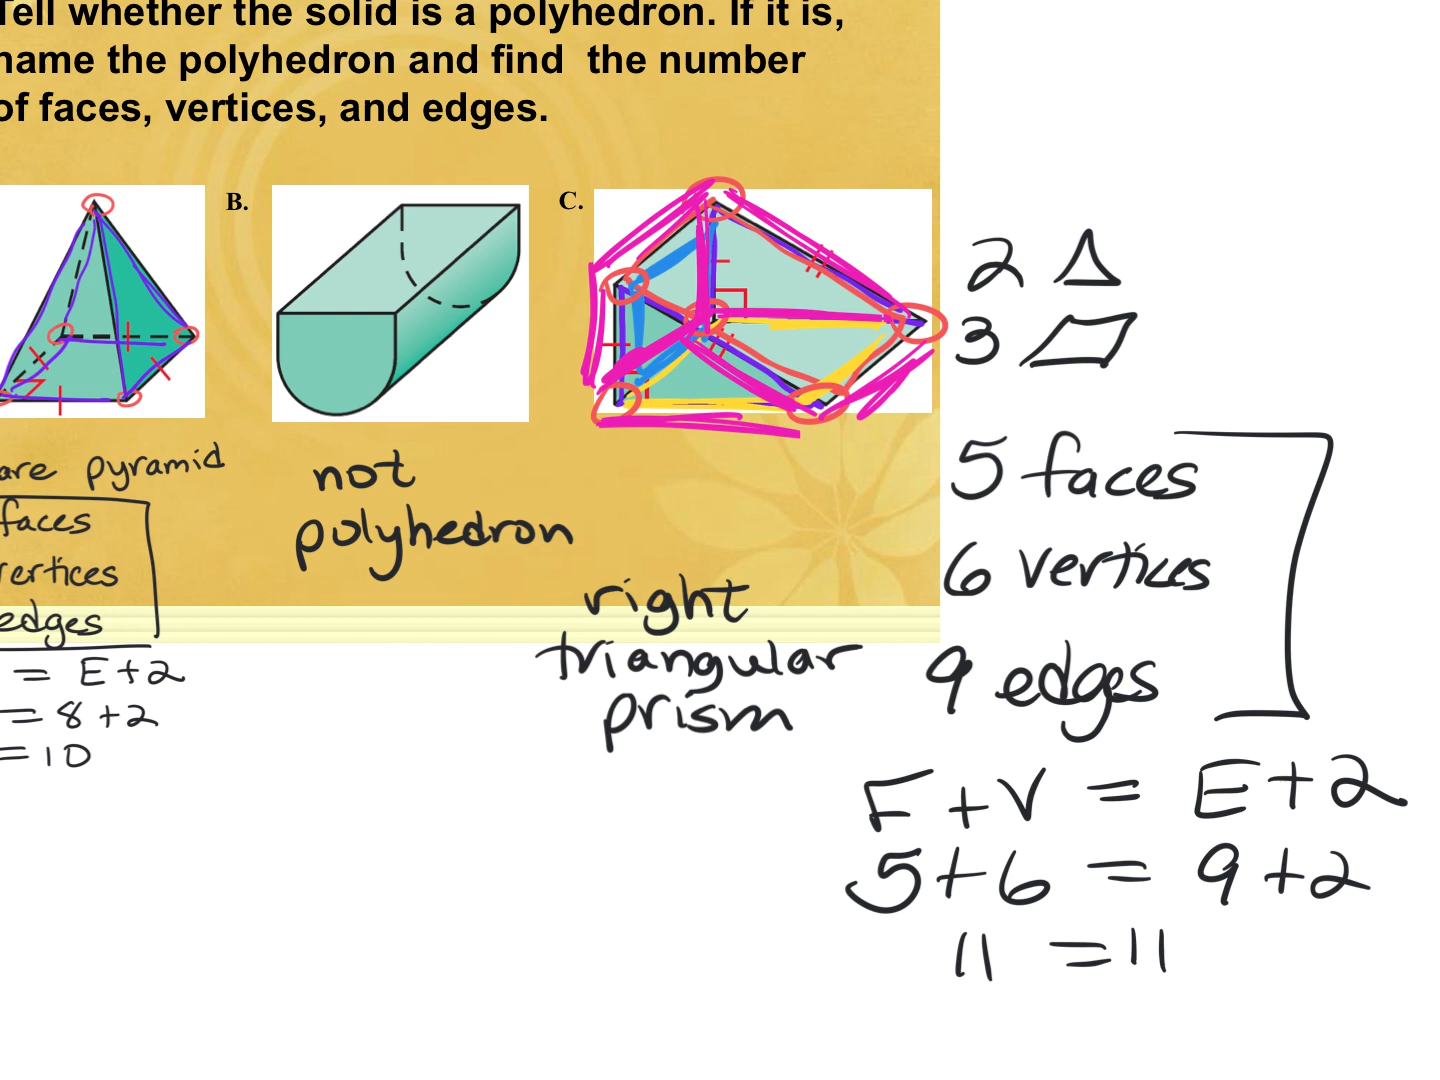 Tell whether the solid is a polyhedron. If it is,
name the polyhedron and find the number
of faces, vertices, and edges.
B.
C.
2 △
3 ▱
are pyramid
faces
vertices
edges
= E+2
= 8+2
= 10
not
polyhedron
right
triangular
prism
5 faces
6 vertices
9 edges
F+V = E+2
5+6 = 9+2
11 = 11